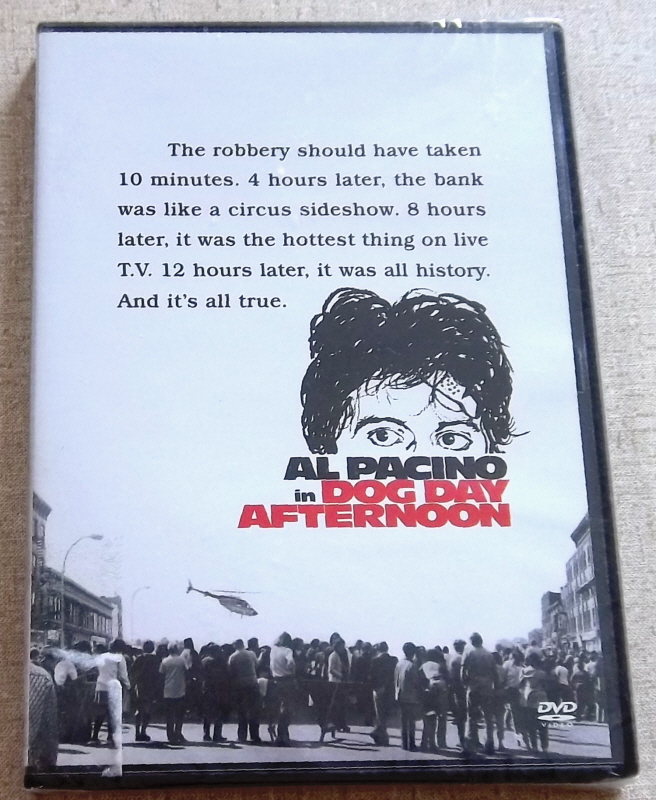 The robbery should have taken
10 minutes. 4 hours later, the bank
was like a circus sideshow. 8 hours
later, it was the hottest thing on live
T.V. 12 hours later, it was all history.
And it's all true.
AL PACINO
in DOG DAY
AFTERNOON
DVD
VIDEO